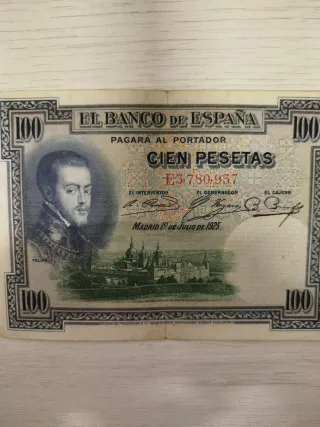 EL BANCO DE ESPAÑA
PAGARÁ AL PORTADOR
100 100
CIEN PESETAS
E5,780,937
EL INTERVENTOR EL GOBERNADOR EL CAJERO
MADRID 1º DE JULIO DE 1925.
100 100